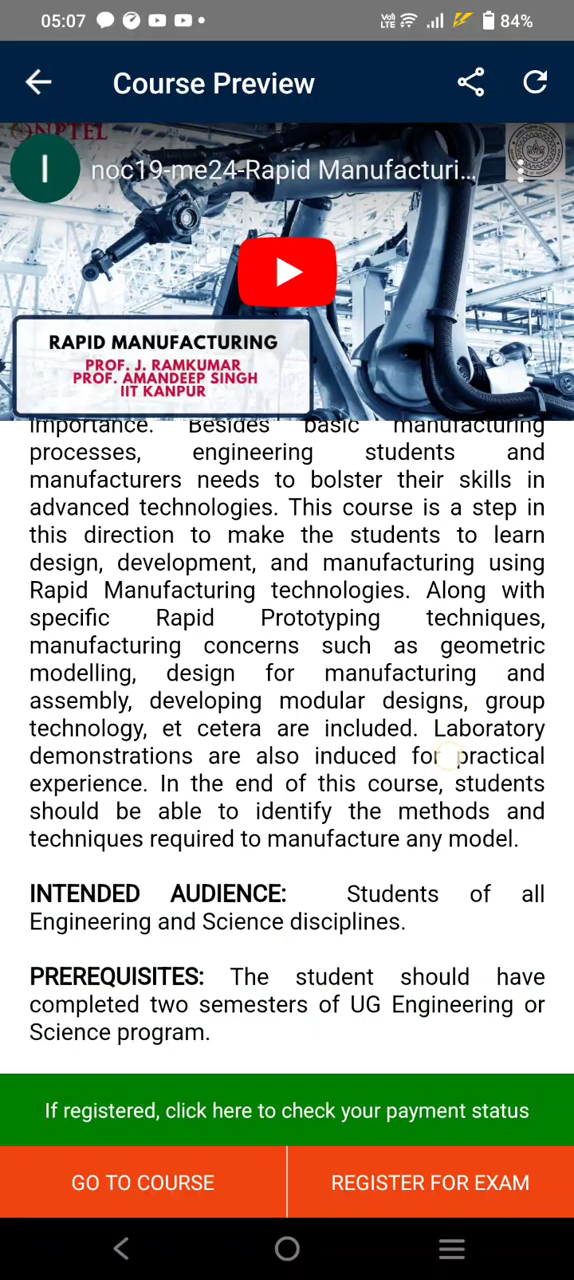 05:07
Vo) LTE
84%
Course Preview
NPTEL
I
noc19-me24-Rapid Manufacturi...
RAPID MANUFACTURING
PROF. J. RAMKUMAR
PROF. AMANDEEP SINGH
IIT KANPUR
importance. Besides basic manufacturing
processes, engineering students and
manufacturers needs to bolster their skills in
advanced technologies. This course is a step in
this direction to make the students to learn
design, development, and manufacturing using
Rapid Manufacturing technologies. Along with
specific Rapid Prototyping techniques,
manufacturing concerns such as geometric
modelling, design for manufacturing and
assembly, developing modular designs, group
technology, et cetera are included. Laboratory
demonstrations are also induced for practical
experience. In the end of this course, students
should be able to identify the methods and
techniques required to manufacture any model.
INTENDED AUDIENCE: Students of all
Engineering and Science disciplines.
PREREQUISITES: The student should have
completed two semesters of UG Engineering or
Science program.
If registered, click here to check your payment status
GO TO COURSE
REGISTER FOR EXAM